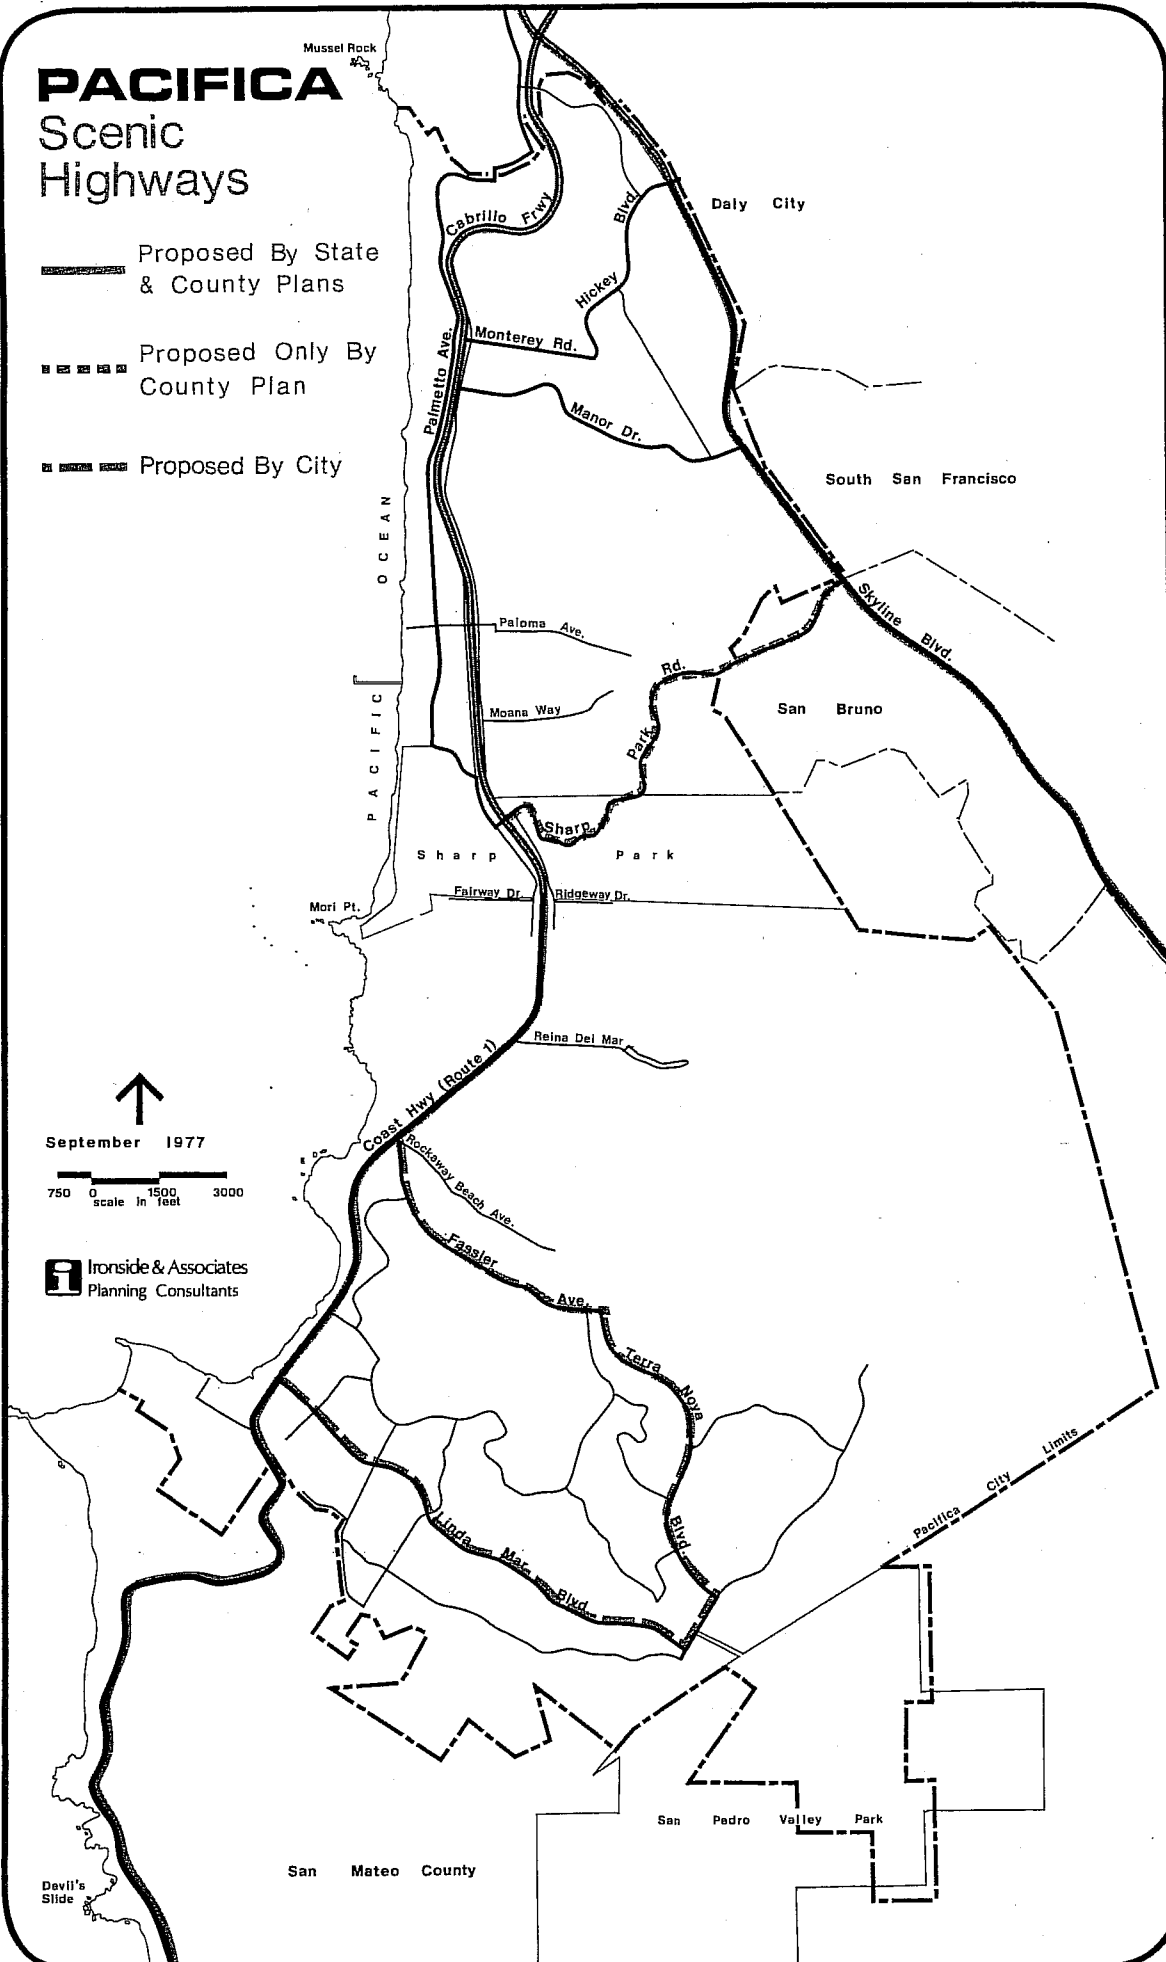 Mussel Rock
PACIFICA
Scenic
Highways
Proposed By State
& County Plans
Proposed Only By
County Plan
Proposed By City
Daly City
Cabrillo Frwy
Hickey Blvd.
Palmetto Ave.
Monterey Rd.
Manor Dr.
South San Francisco
PACIFIC OCEAN
Skyline Blvd.
Paloma Ave.
Moana Way
Sharp Park Rd.
San Bruno
Sharp Park
Fairway Dr.
Ridgeway Dr.
Mori Pt.
Reina Del Mar
Coast Hwy (Route 1)
September 1977
750 0 1500 3000
scale in feet
Rockaway Beach Ave.
i Ironside & Associates
Planning Consultants
Fassler Ave.
Terra Nova Blvd.
Linda Mar Blvd
Pacifica City Limits
San Pedro Valley Park
San Mateo County
Devil's
Slide